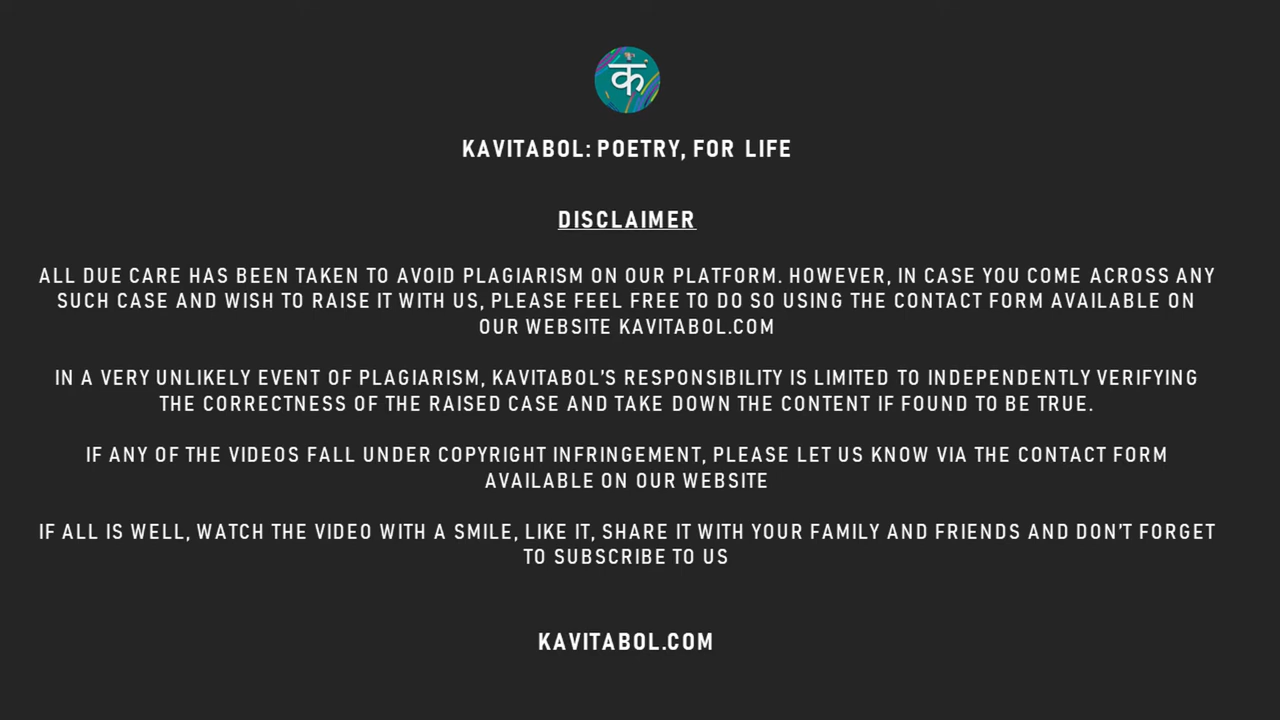 क
KAVITABOL: POETRY, FOR LIFE
DISCLAIMER
ALL DUE CARE HAS BEEN TAKEN TO AVOID PLAGIARISM ON OUR PLATFORM. HOWEVER, IN CASE YOU COME ACROSS ANY
SUCH CASE AND WISH TO RAISE IT WITH US, PLEASE FEEL FREE TO DO SO USING THE CONTACT FORM AVAILABLE ON
OUR WEBSITE KAVITABOL.COM
IN A VERY UNLIKELY EVENT OF PLAGIARISM, KAVITABOL'S RESPONSIBILITY IS LIMITED TO INDEPENDENTLY VERIFYING
THE CORRECTNESS OF THE RAISED CASE AND TAKE DOWN THE CONTENT IF FOUND TO BE TRUE.
IF ANY OF THE VIDEOS FALL UNDER COPYRIGHT INFRINGEMENT, PLEASE LET US KNOW VIA THE CONTACT FORM
AVAILABLE ON OUR WEBSITE
IF ALL IS WELL, WATCH THE VIDEO WITH A SMILE, LIKE IT, SHARE IT WITH YOUR FAMILY AND FRIENDS AND DON'T FORGET
TO SUBSCRIBE TO US
KAVITABOL.COM